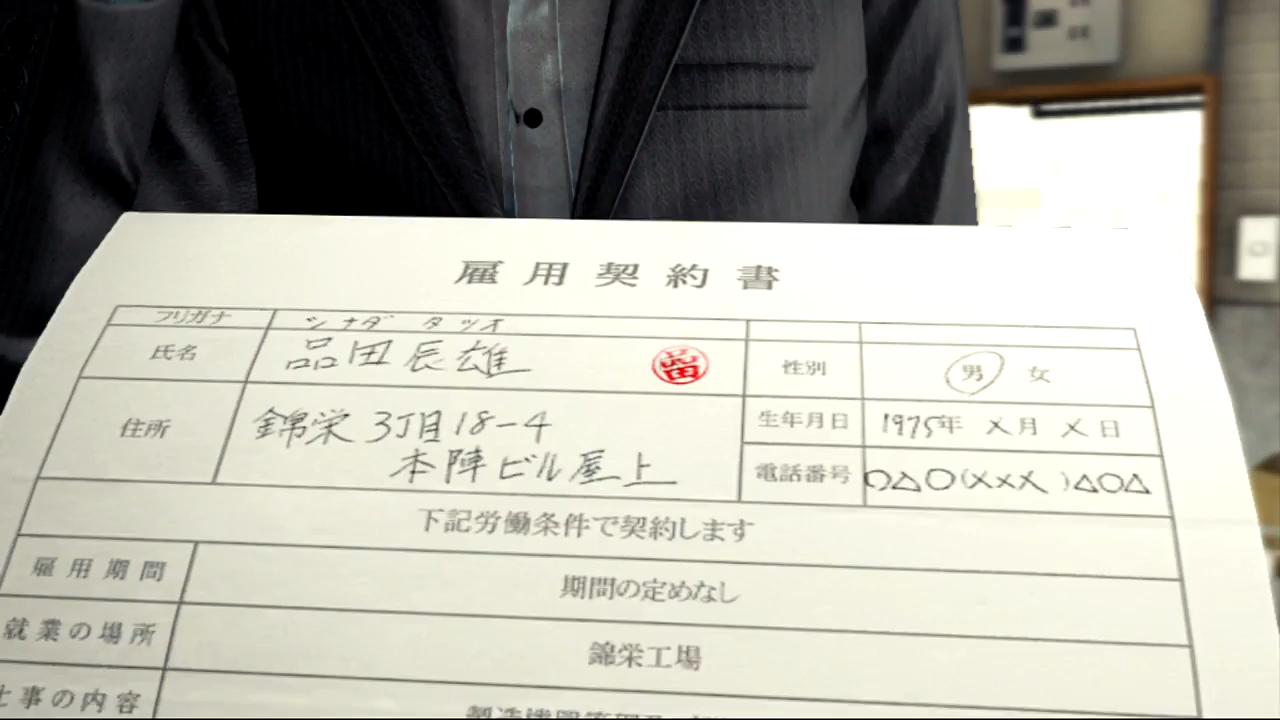 雇用契約書
フリガナ シナダ タツオ
氏名 品田辰雄 品田
性別 男 女
住所 錦栄3丁目18-4
本陣ビル屋上
生年月日 1975年 X月 X日
電話番号 〇△〇(XXX)△〇△
下記労働条件で契約します
雇用期間 期間の定めなし
就業の場所 錦栄工場
仕事の内容